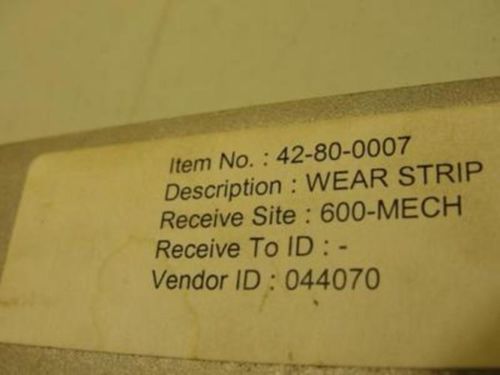 Item No. : 42-80-0007
Description : WEAR STRIP
Receive Site : 600-MECH
Receive To ID : -
Vendor ID : 044070